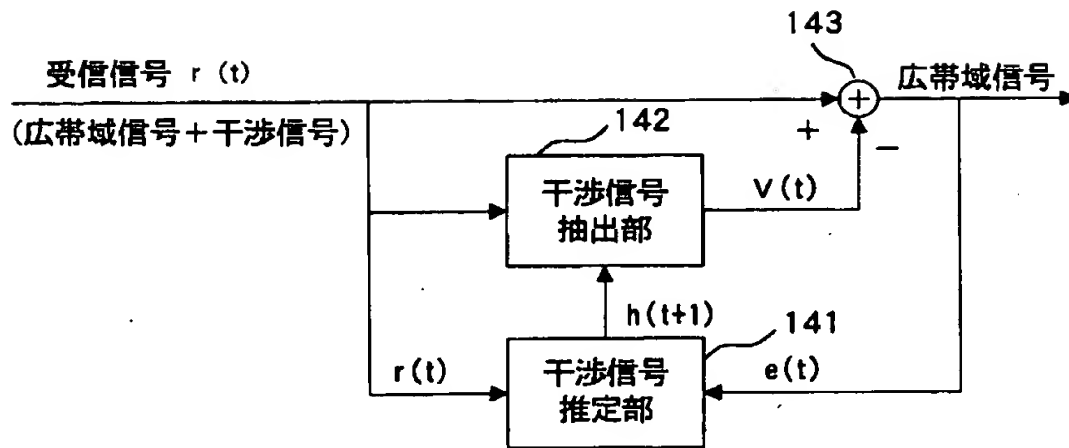 143
受信信号 r(t)
広帯域信号
(広帯域信号+干渉信号)
142
+
+
−
干渉信号
抽出部
V(t)
h(t+1)
141
r(t)
干渉信号
推定部
e(t)